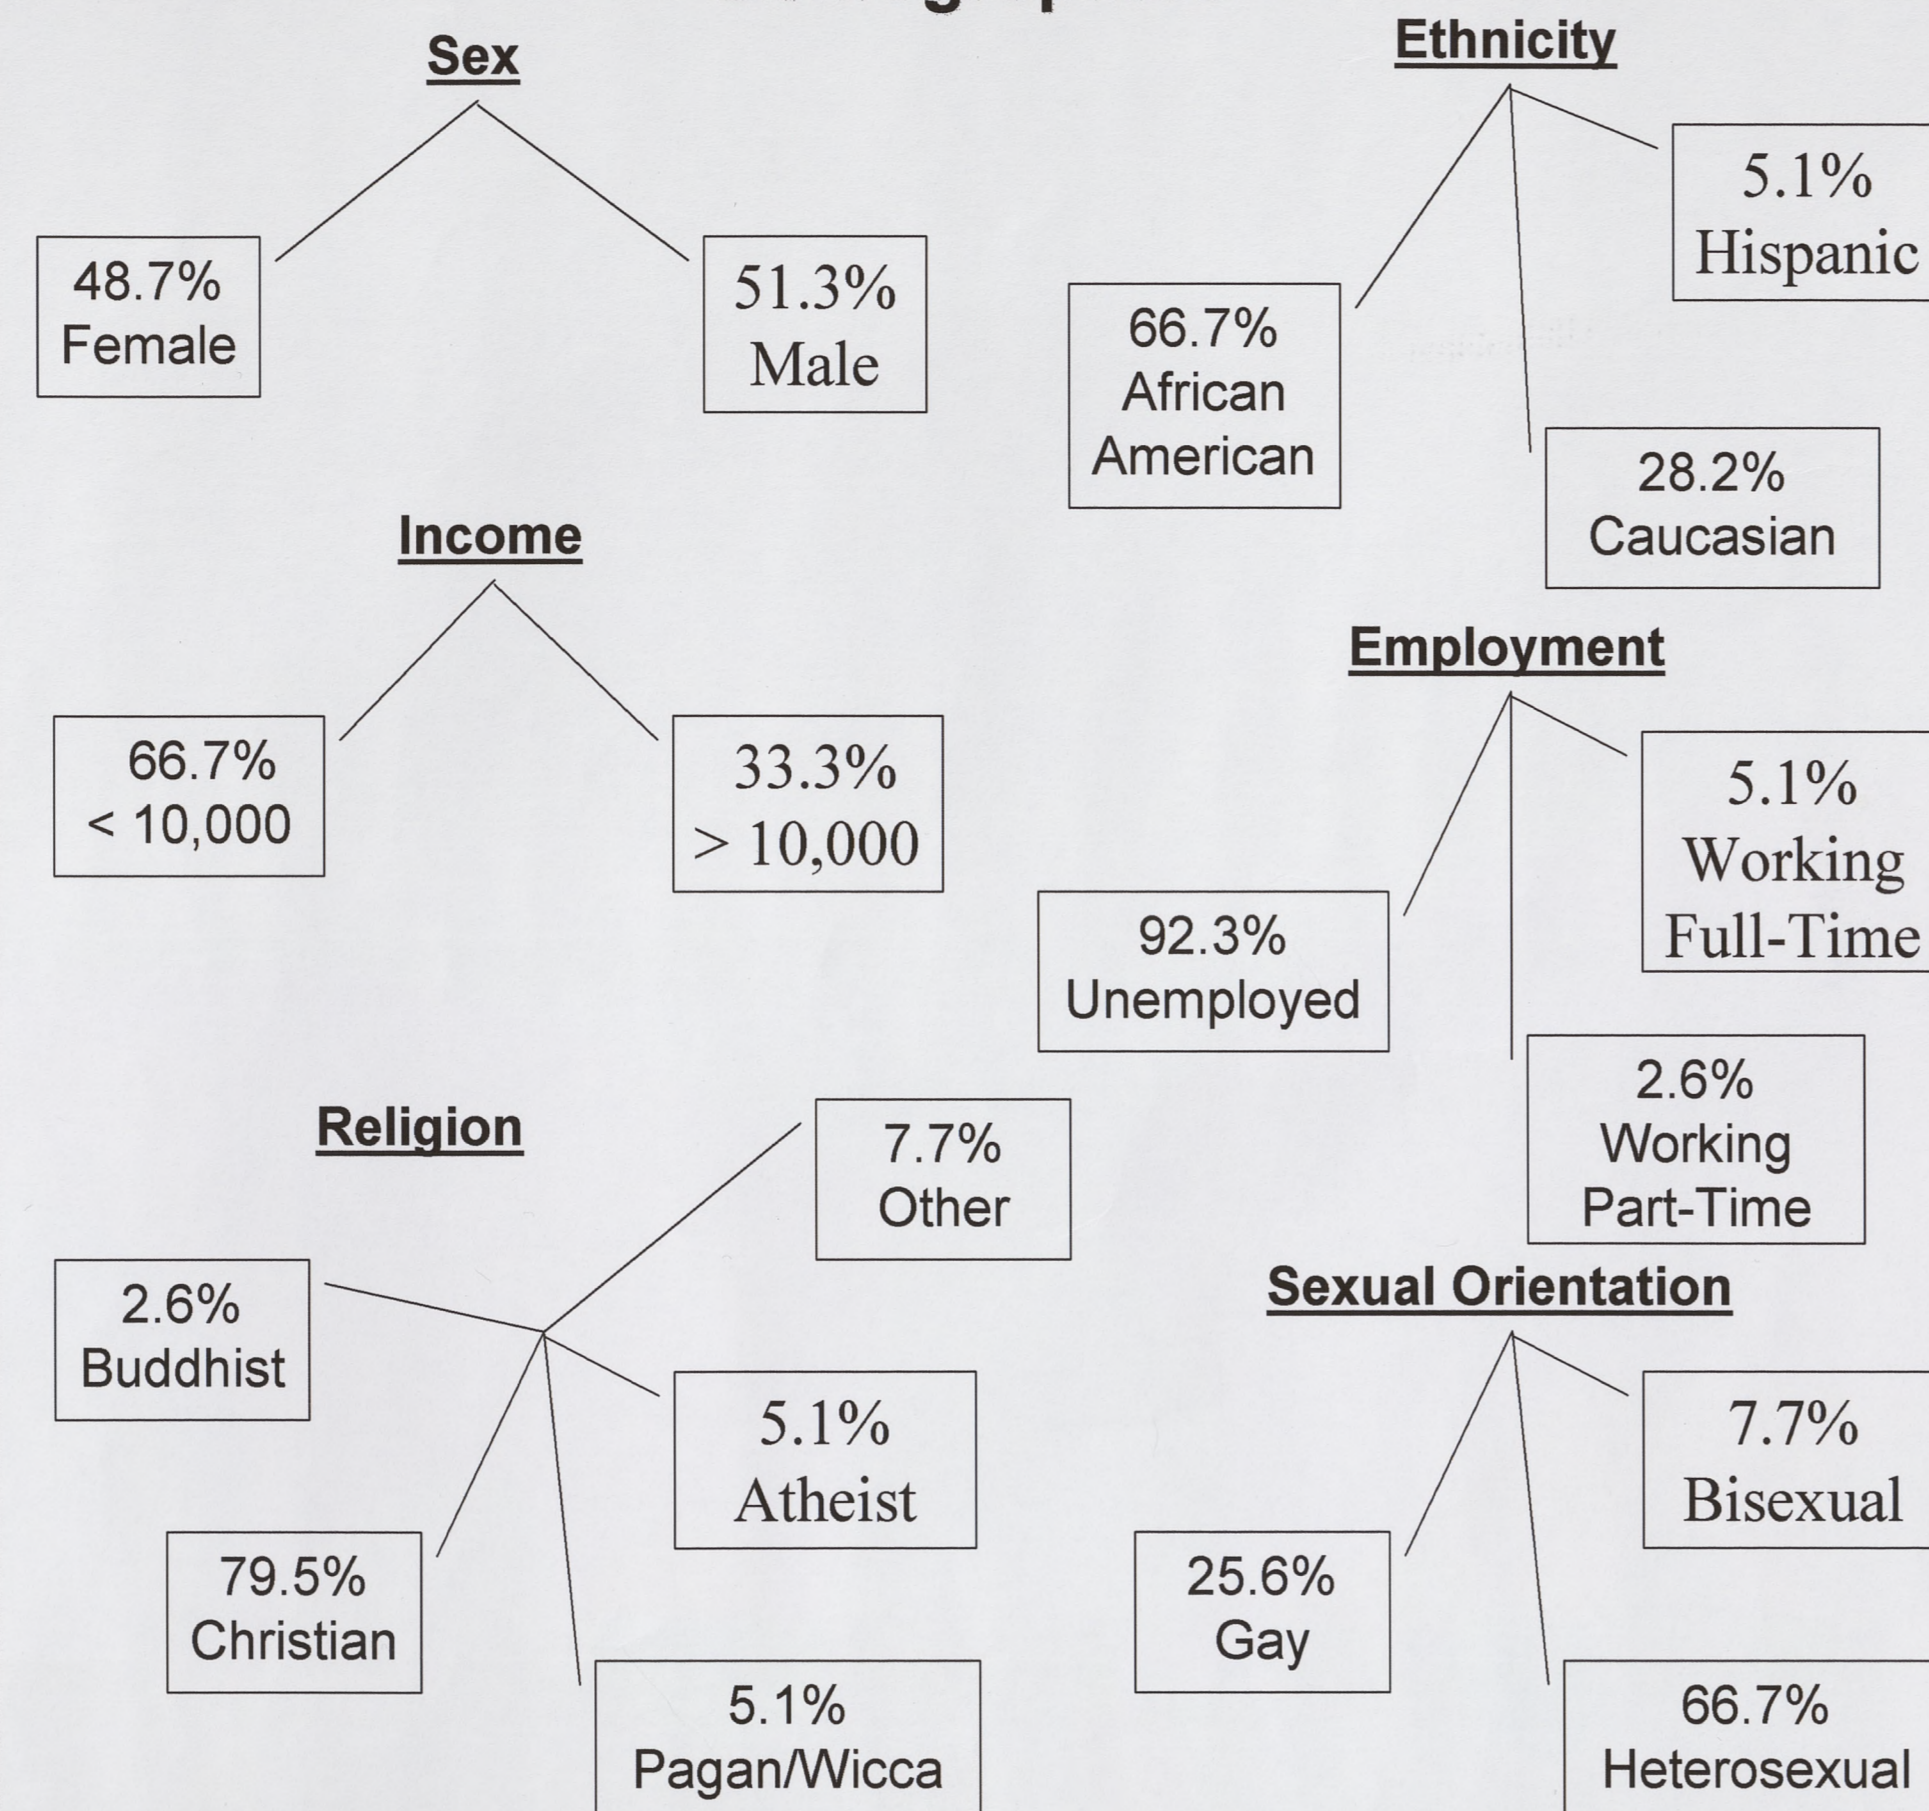 Sex
48.7%
Female
51.3%
Male
Ethnicity
5.1%
Hispanic
66.7%
African
American
28.2%
Caucasian
Income
66.7%
< 10,000
33.3%
> 10,000
Employment
5.1%
Working
Full-Time
92.3%
Unemployed
2.6%
Working
Part-Time
Religion
7.7%
Other
2.6%
Buddhist
5.1%
Atheist
79.5%
Christian
5.1%
Pagan/Wicca
Sexual Orientation
7.7%
Bisexual
25.6%
Gay
66.7%
Heterosexual